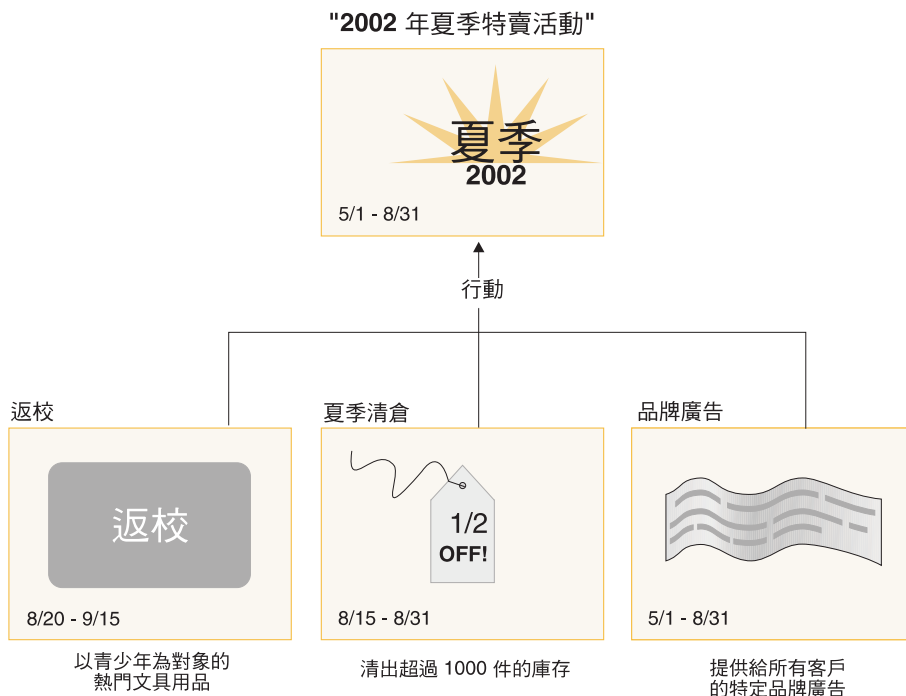 "2002 年夏季特賣活動"
夏季
2002
5/1 - 8/31
行動
返校
返校
8/20 - 9/15
以青少年為對象的
熱門文具用品
夏季清倉
1/2
OFF!
8/15 - 8/31
清出超過 1000 件的庫存
品牌廣告
5/1 - 8/31
提供給所有客戶
的特定品牌廣告